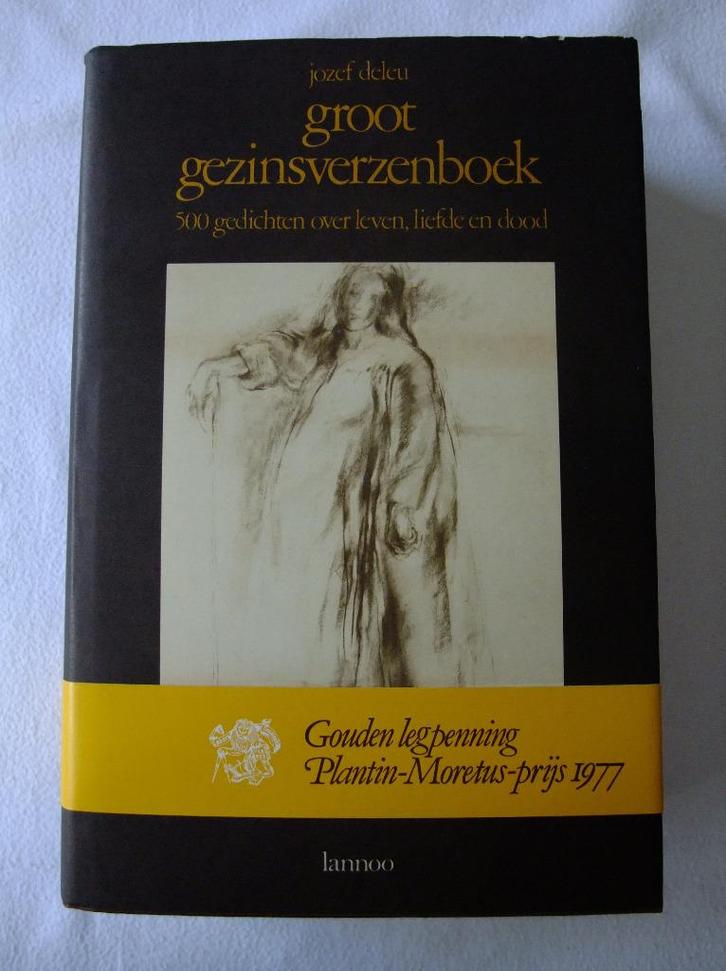 jozef deleu
groot
gezinsverzenboek
500 gedichten over leven, liefde en dood
Gouden legpenning
Plantin-Moretus-prijs 1977
lannoo